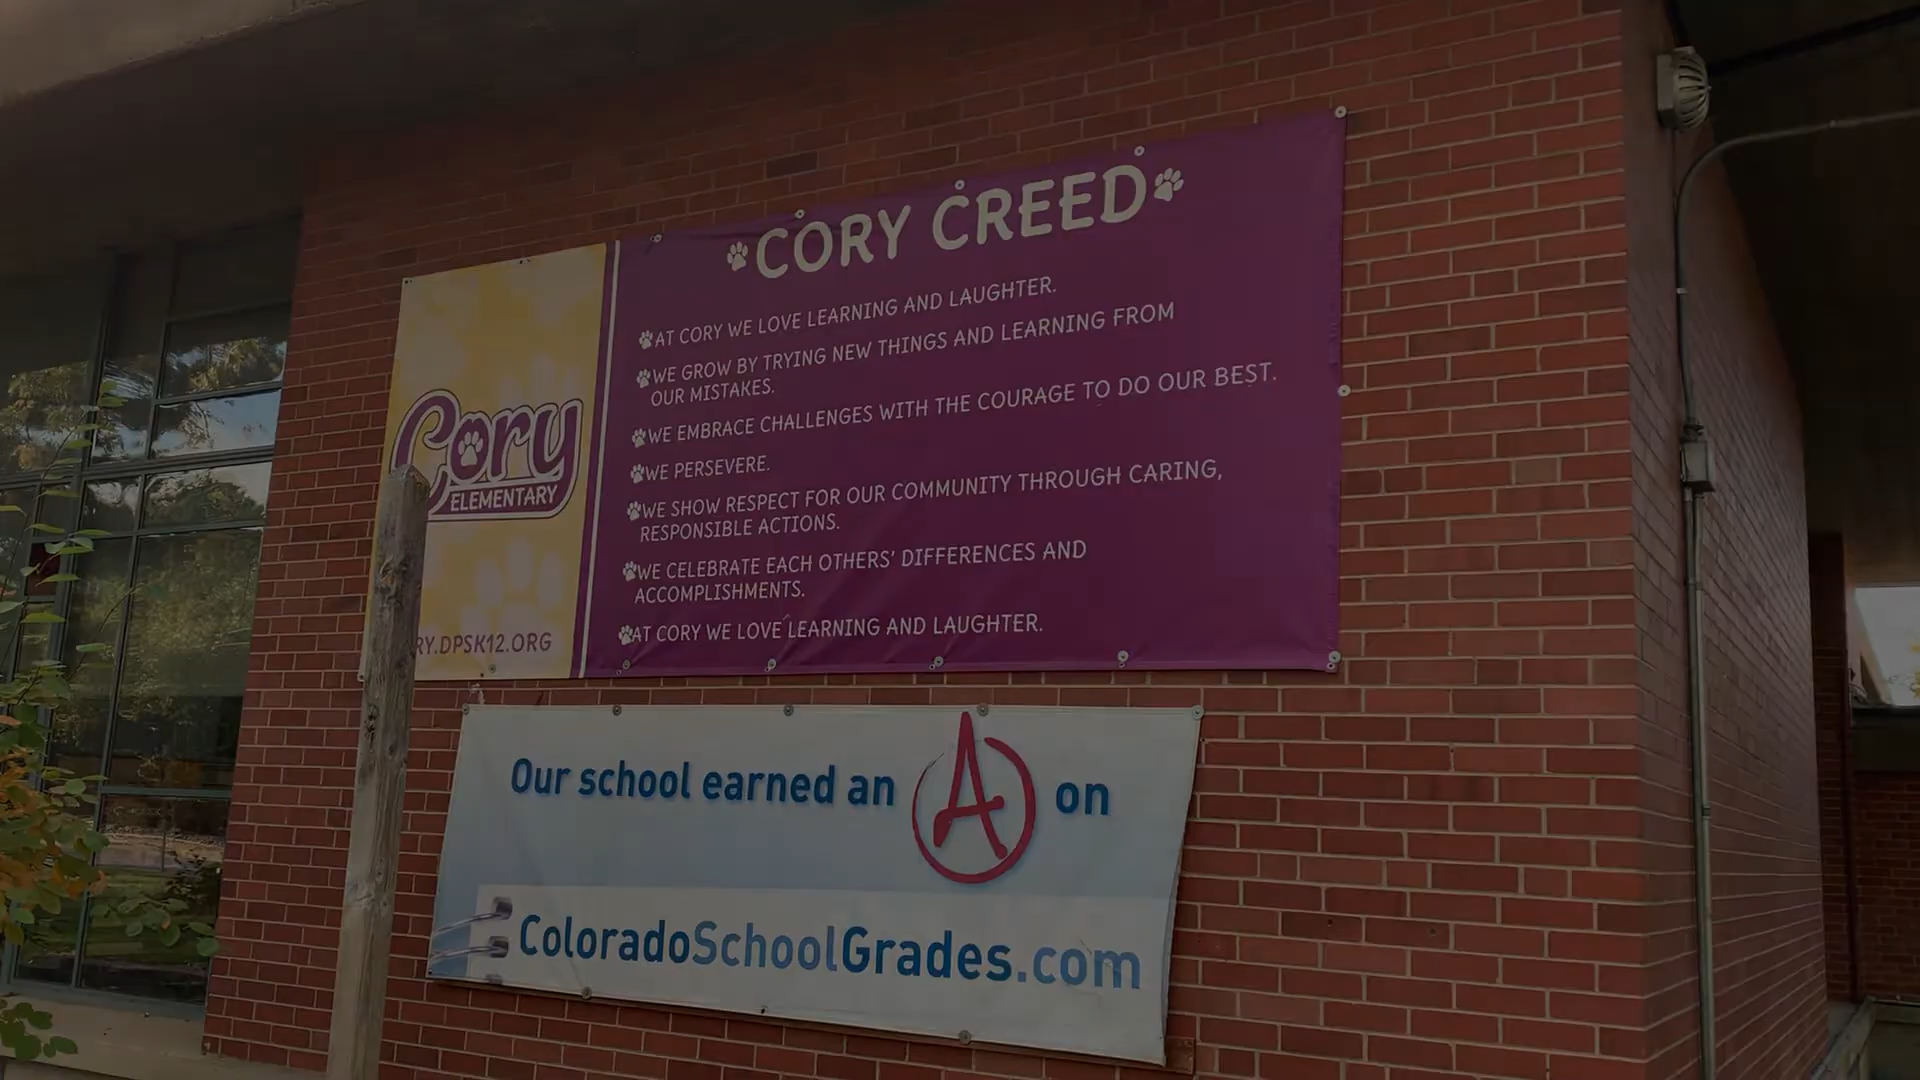 CORY CREED
AT CORY WE LOVE LEARNING AND LAUGHTER.
WE GROW BY TRYING NEW THINGS AND LEARNING FROM
OUR MISTAKES.
WE EMBRACE CHALLENGES WITH THE COURAGE TO DO OUR BEST.
WE PERSEVERE.
WE SHOW RESPECT FOR OUR COMMUNITY THROUGH CARING,
RESPONSIBLE ACTIONS.
WE CELEBRATE EACH OTHERS' DIFFERENCES AND
ACCOMPLISHMENTS.
AT CORY WE LOVE LEARNING AND LAUGHTER.
Cory
ELEMENTARY
RY.DPSK12.ORG
Our school earned an A on
ColoradoSchoolGrades.com